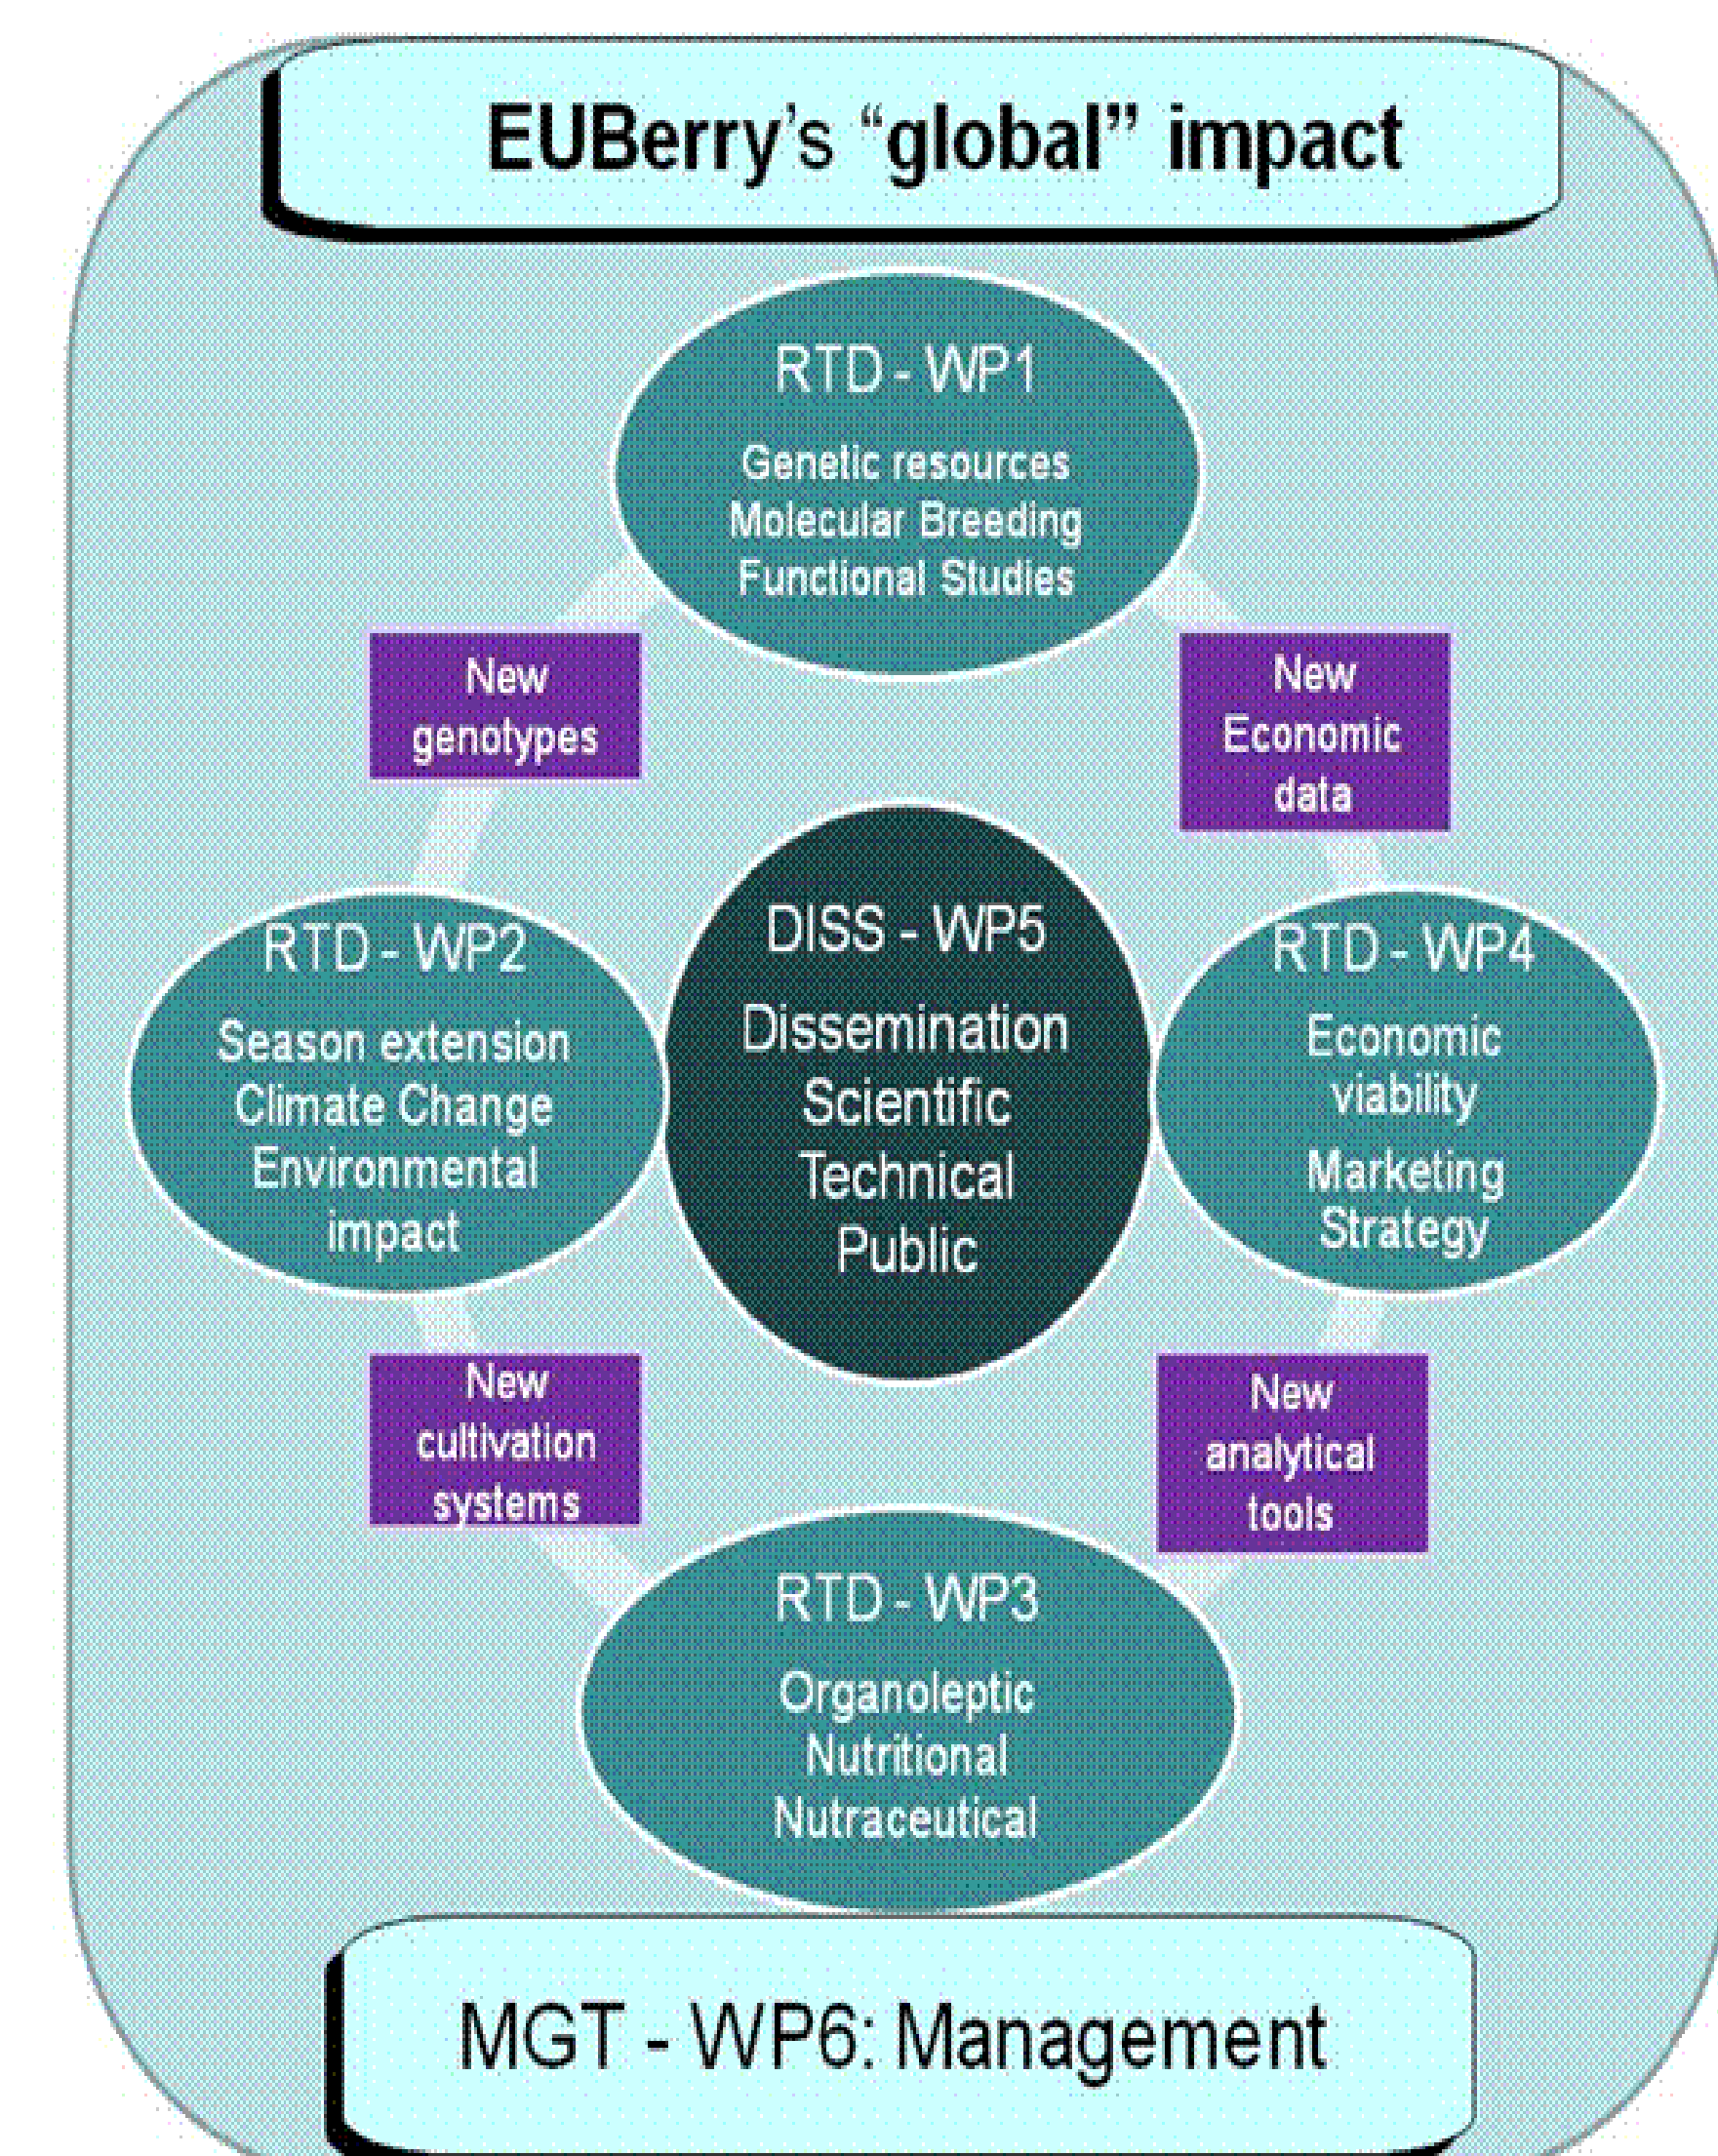 EUBerry’s “global” impact
RTD - WP1
Genetic resources
Molecular Breeding
Functional Studies
New
genotypes
New
Economic
data
RTD - WP2
Season extension
Climate Change
Environmental
impact
DISS - WP5
Dissemination
Scientific
Technical
Public
RTD - WP4
Economic
viability
Marketing
Strategy
New
cultivation
systems
New
analytical
tools
RTD - WP3
Organoleptic
Nutritional
Nutraceutical
MGT - WP6: Management